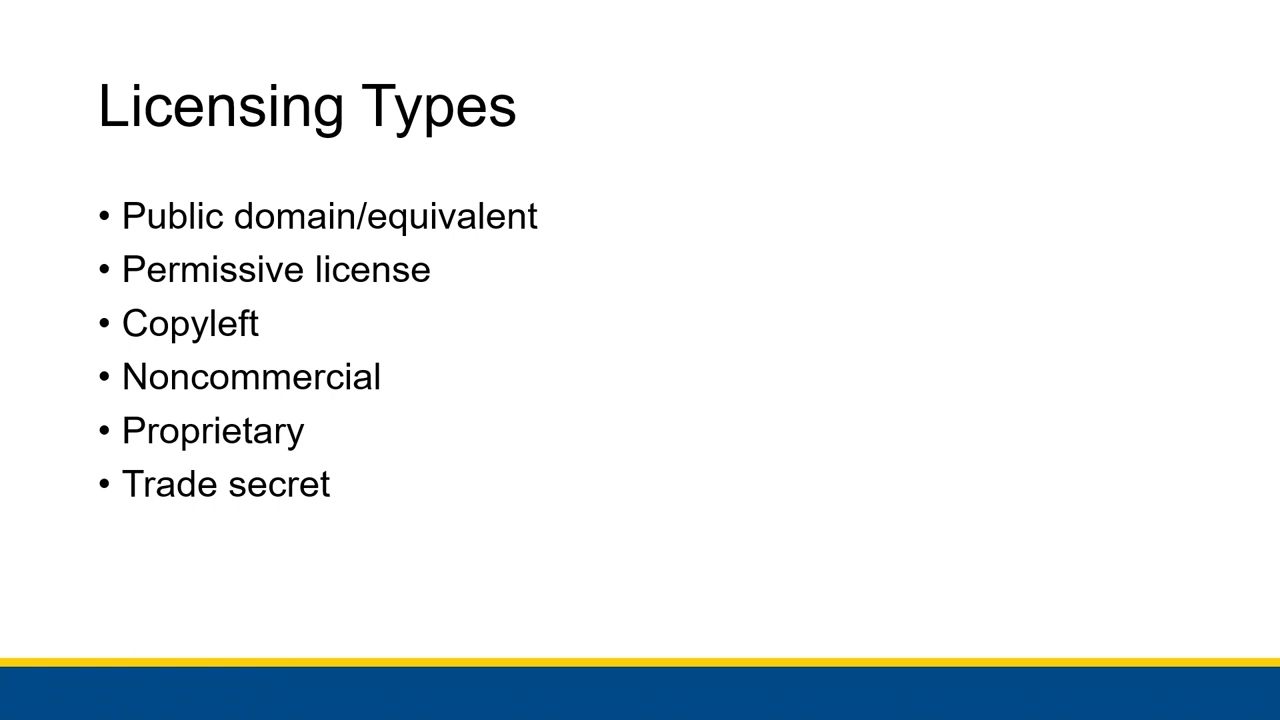 Licensing Types
• Public domain/equivalent
• Permissive license
• Copyleft
• Noncommercial
• Proprietary
• Trade secret